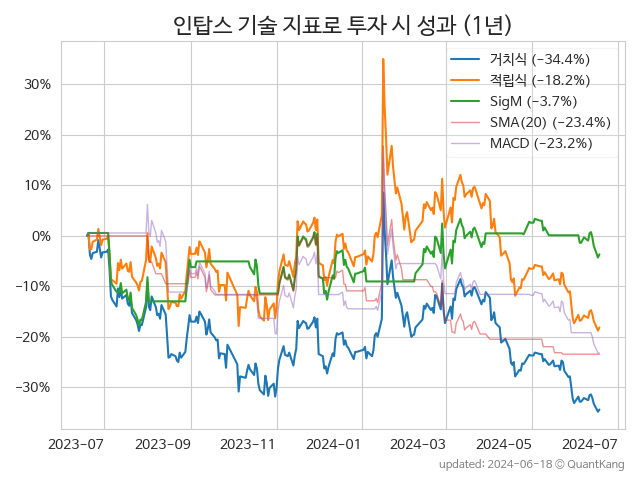 인탑스 기술 지표로 투자 시 성과 (1년)
거치식 (−34.4%)
적립식 (−18.2%)
SigM (−3.7%)
SMA(20) (−23.4%)
MACD (−23.2%)
30%
20%
10%
0%
−10%
−20%
−30%
2023-07 2023-09 2023-11 2024-01 2024-03 2024-05 2024-07
updated: 2024-06-18 ⓒ QuantKang